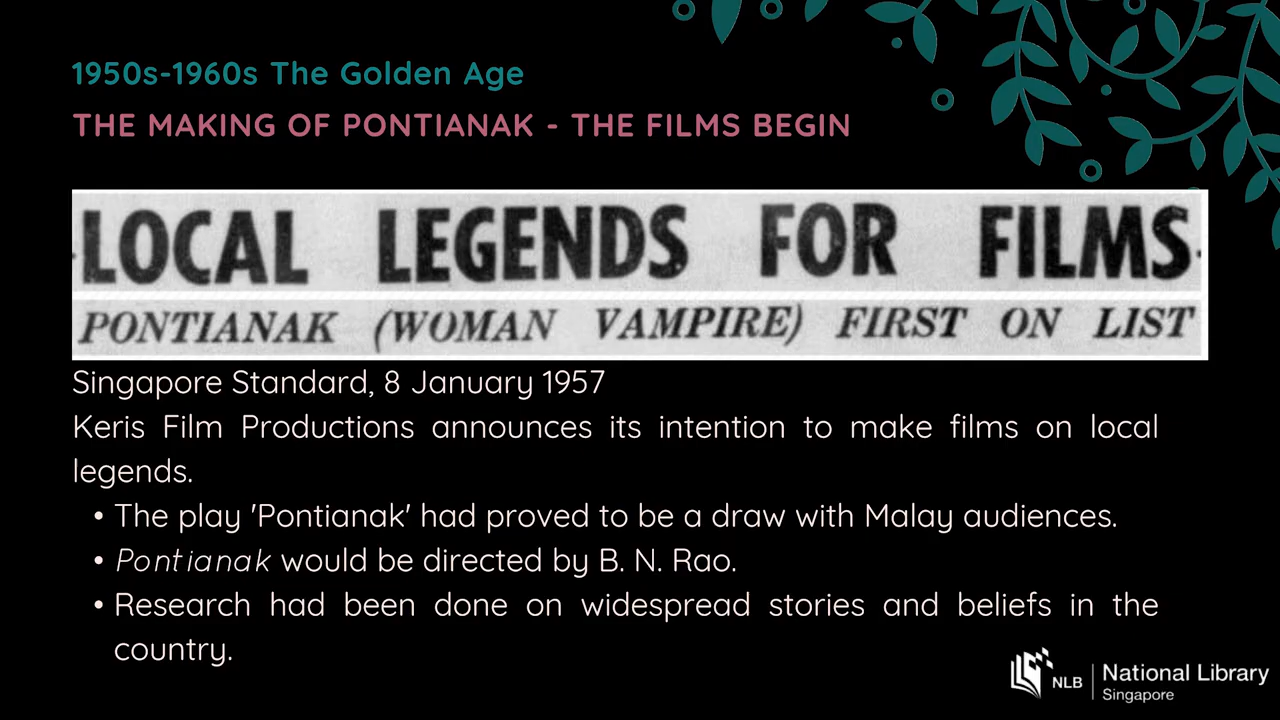 1950s-1960s The Golden Age
THE MAKING OF PONTIANAK - THE FILMS BEGIN
LOCAL LEGENDS FOR FILMS
PONTIANAK (WOMAN VAMPIRE) FIRST ON LIST
Singapore Standard, 8 January 1957
Keris Film Productions announces its intention to make films on local
legends.
• The play 'Pontianak' had proved to be a draw with Malay audiences.
• Pontianak would be directed by B. N. Rao.
• Research had been done on widespread stories and beliefs in the
country.
NLB
National Library
Singapore